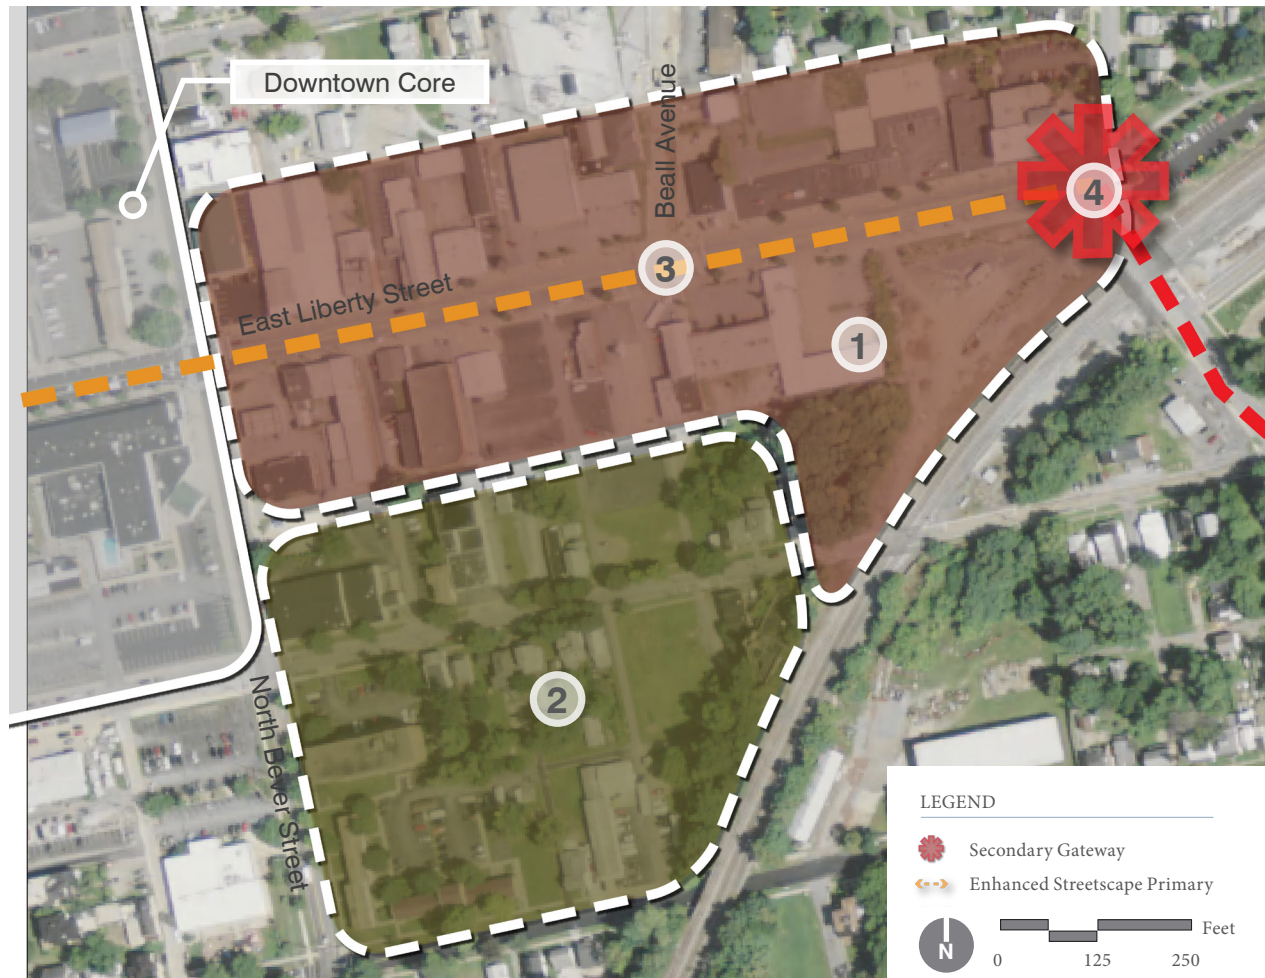 Downtown Core
Beall Avenue
4
3
East Liberty Street
1
2
North Bever Street
LEGEND
Secondary Gateway
Enhanced Streetscape Primary
N
Feet
0 125 250